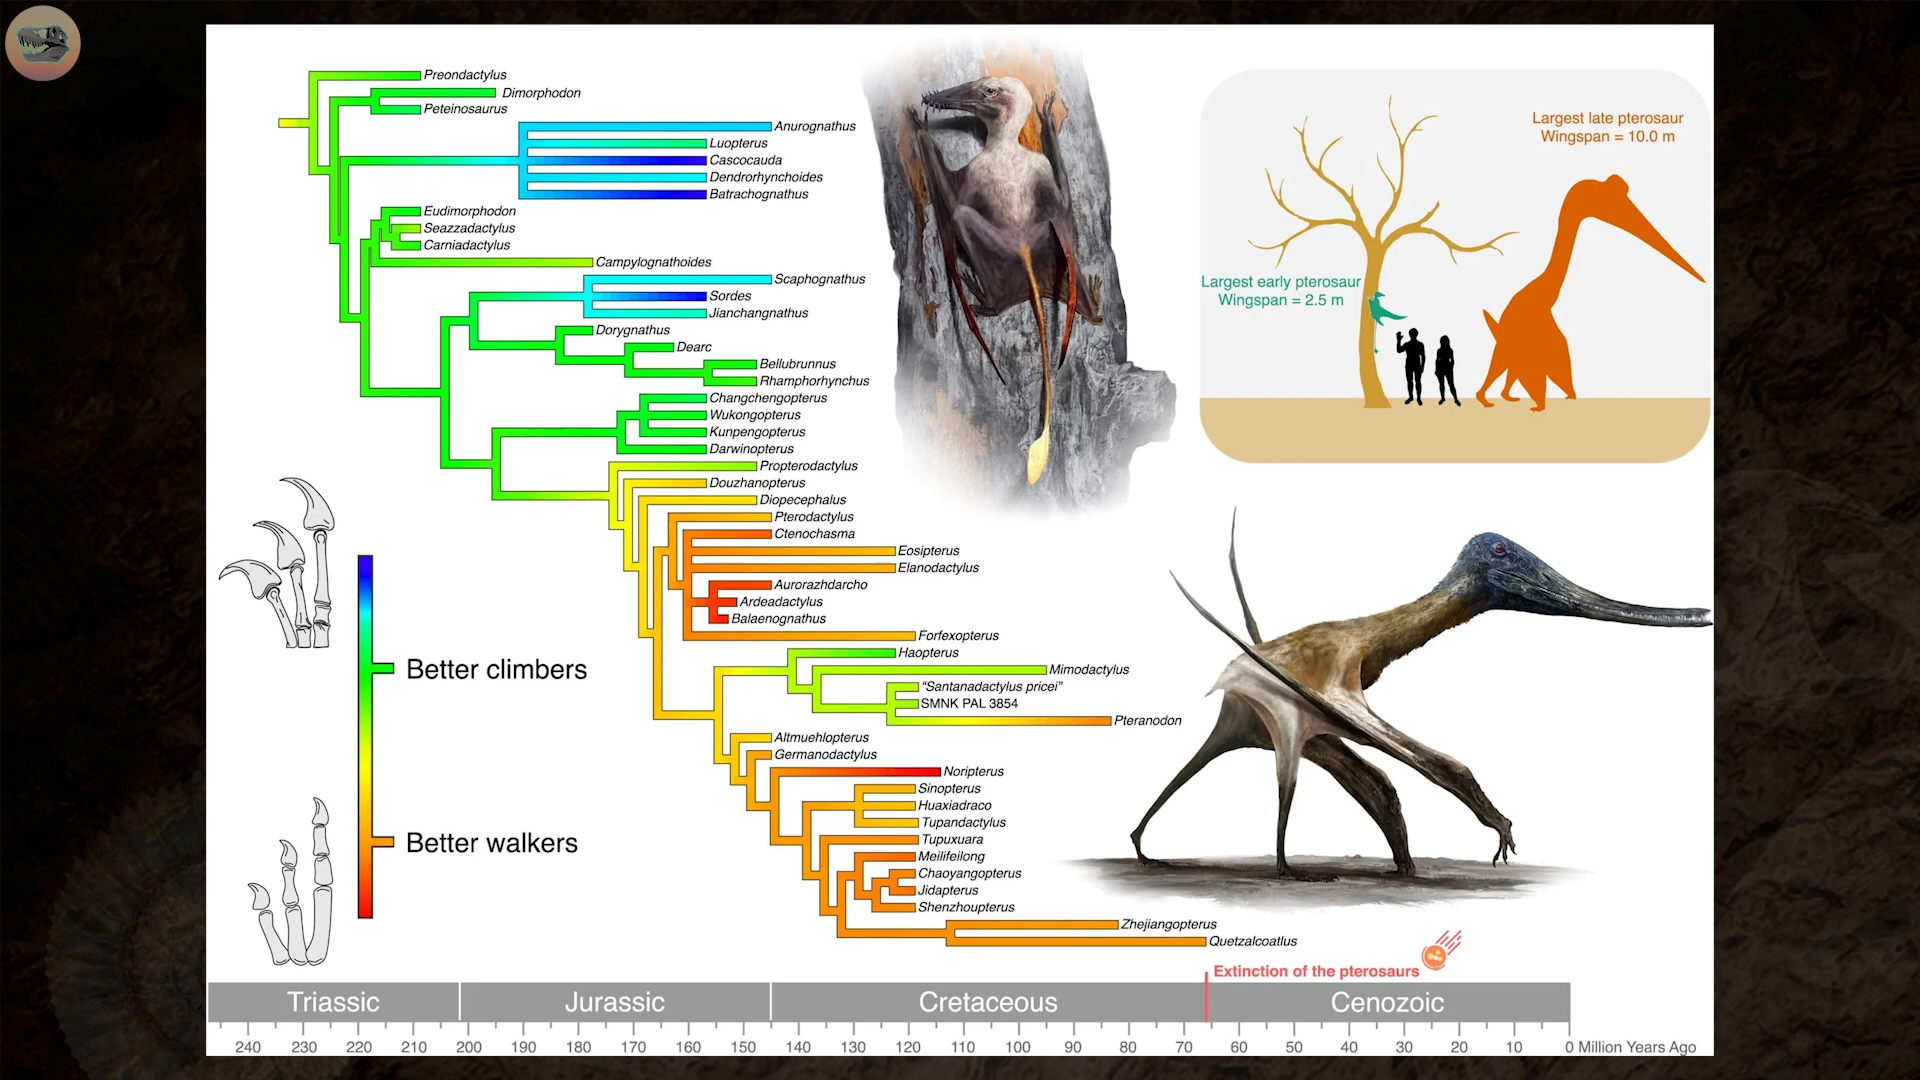 Preondactylus
Dimorphodon
Peteinosaurus
Anurognathus
Luopterus
Cascocauda
Dendrorhynchoides
Batrachognathus
Eudimorphodon
Seazzadactylus
Carniadactylus
Campylognathoides
Scaphognathus
Sordes
Jianchangnathus
Dorygnathus
Dearc
Bellubrunnus
Rhamphorhynchus
Changchengopterus
Wukongopterus
Kunpengopterus
Darwinopterus
Propterodactylus
Douzhanopterus
Diopecephalus
Pterodactylus
Ctenochasma
Eosipterus
Elanodactylus
Aurorazhdarcho
Ardeadactylus
Balaenognathus
Forfexopterus
Haopterus
Mimodactylus
“Santanadactylus pricei”
SMNK PAL 3854
Pteranodon
Altmuehlopterus
Germanodactylus
Noripterus
Sinopterus
Huaxiadraco
Tupandactylus
Tupuxuara
Meilifeilong
Chaoyangopterus
Jidapterus
Shenzhoupterus
Zhejiangopterus
Quetzalcoatlus
Better climbers
Better walkers
Largest late pterosaur
Wingspan = 10.0 m
Largest early pterosaur
Wingspan = 2.5 m
Extinction of the pterosaurs
Triassic Jurassic Cretaceous Cenozoic
240 230 220 210 200 190 180 170 160 150 140 130 120 110 100 90 80 70 60 50 40 30 20 10 0 Million Years Ago